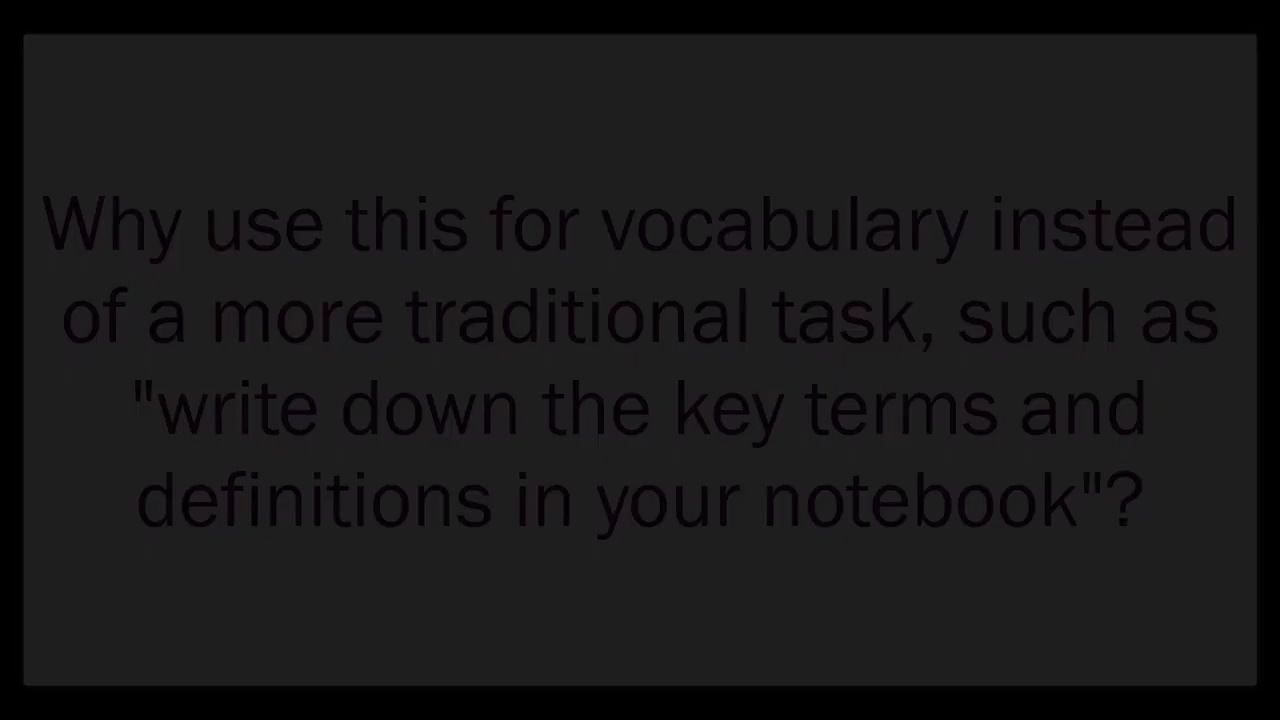 Why use this for vocabulary instead
of a more traditional task, such as
"write down the key terms and
definitions in your notebook"?